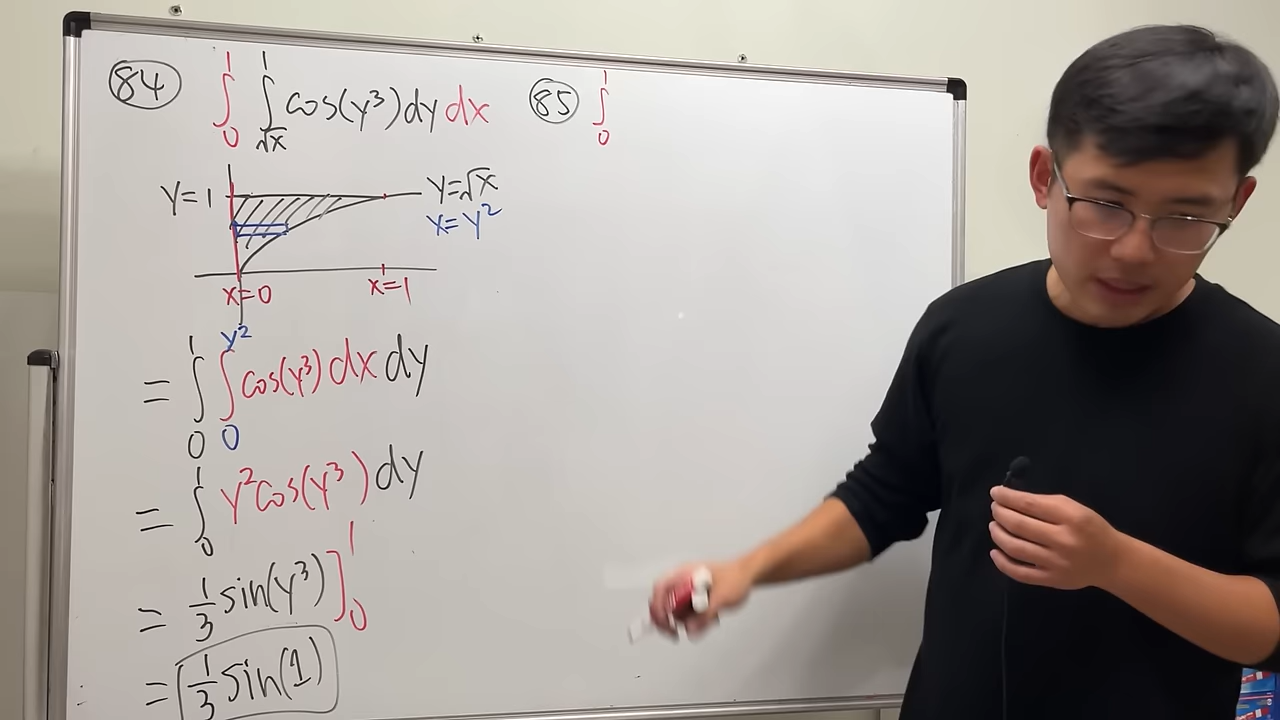 84 ∫₀¹ ∫_√x¹ cos(y³) dy dx
y=1
y=√x
x=y²
x=0
x=1
= ∫₀¹ ∫₀^y² cos(y³) dx dy
= ∫₀¹ y² cos(y³) dy
= 1/3 sin(y³) ]₀¹
= 1/3 sin(1)
85 ∫₀¹